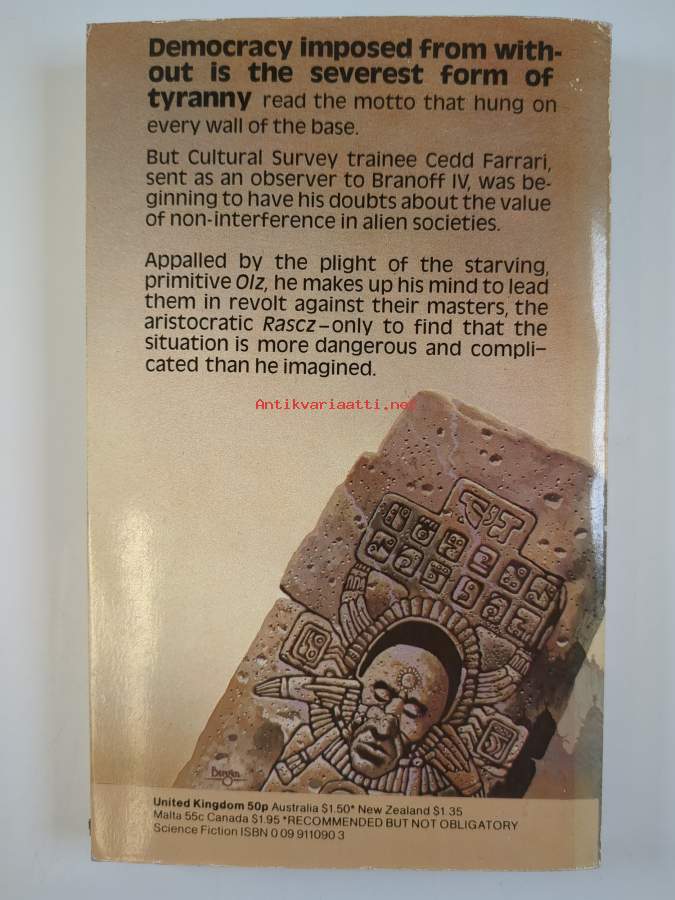 Democracy imposed from with-
out is the severest form of
tyranny read the motto that hung on
every wall of the base.
But Cultural Survey trainee Cedd Farrari,
sent as an observer to Branoff IV, was be-
ginning to have his doubts about the value
of non-interference in alien societies.
Appalled by the plight of the starving,
primitive Olz, he makes up his mind to lead
them in revolt against their masters, the
aristocratic Rascz–only to find that the
situation is more dangerous and compli-
cated than he imagined.
Antikvariaatti.net
United Kingdom 50p Australia $1.50* New Zealand $1.35
Malta 55c Canada $1.95 *RECOMMENDED BUT NOT OBLIGATORY
Science Fiction ISBN 0 09 911090 3